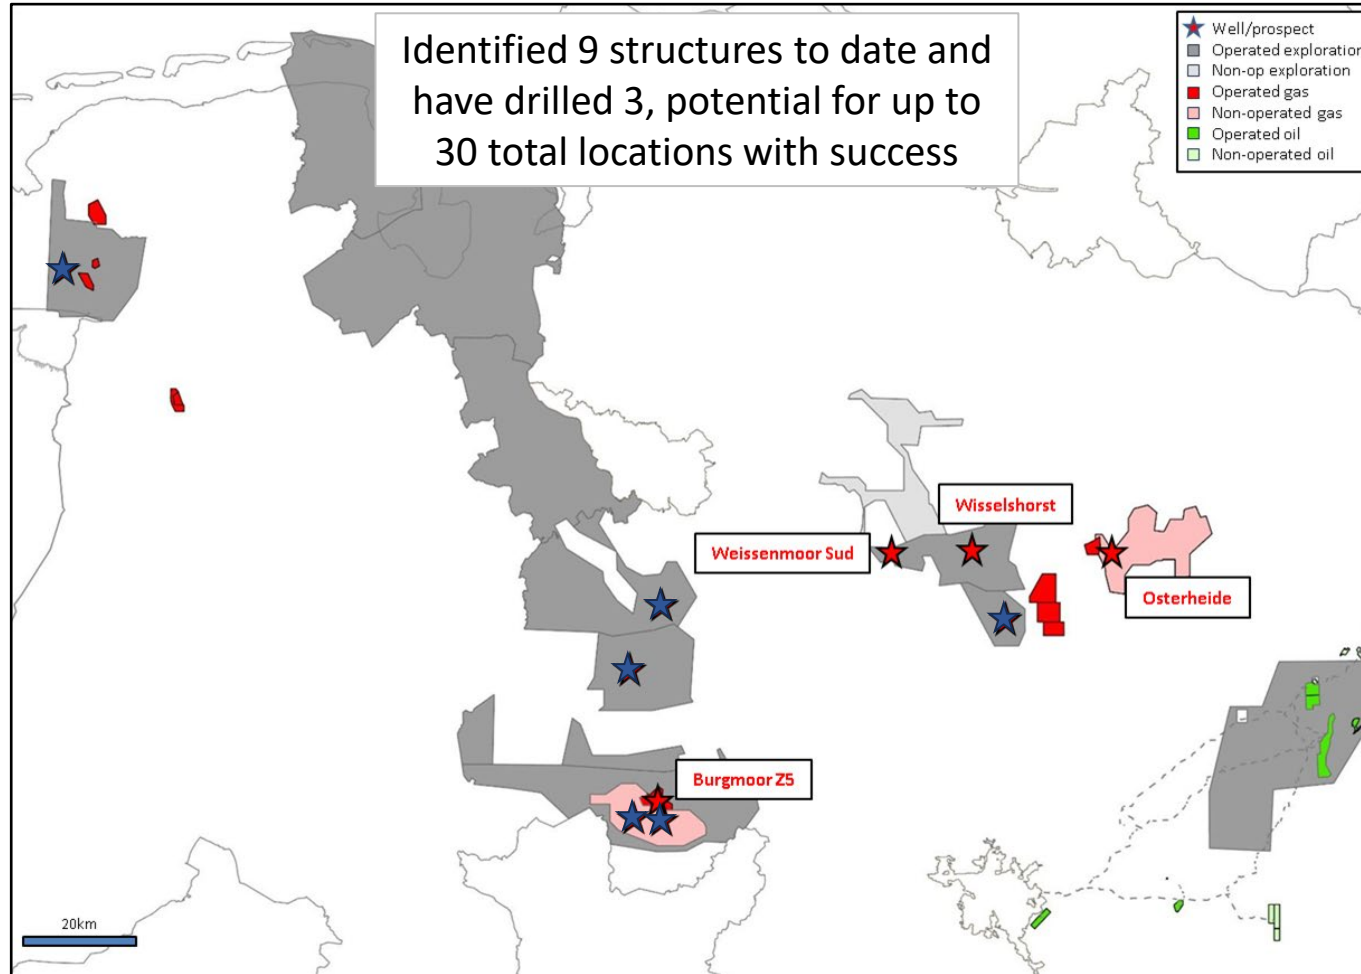 Identified 9 structures to date and
have drilled 3, potential for up to
30 total locations with success
Well/prospect
Operated exploration
Non-op exploration
Operated gas
Non-operated gas
Operated oil
Non-operated oil
Wisselshorst
Weissenmoor Sud
Osterheide
Burgmoor Z5
20km